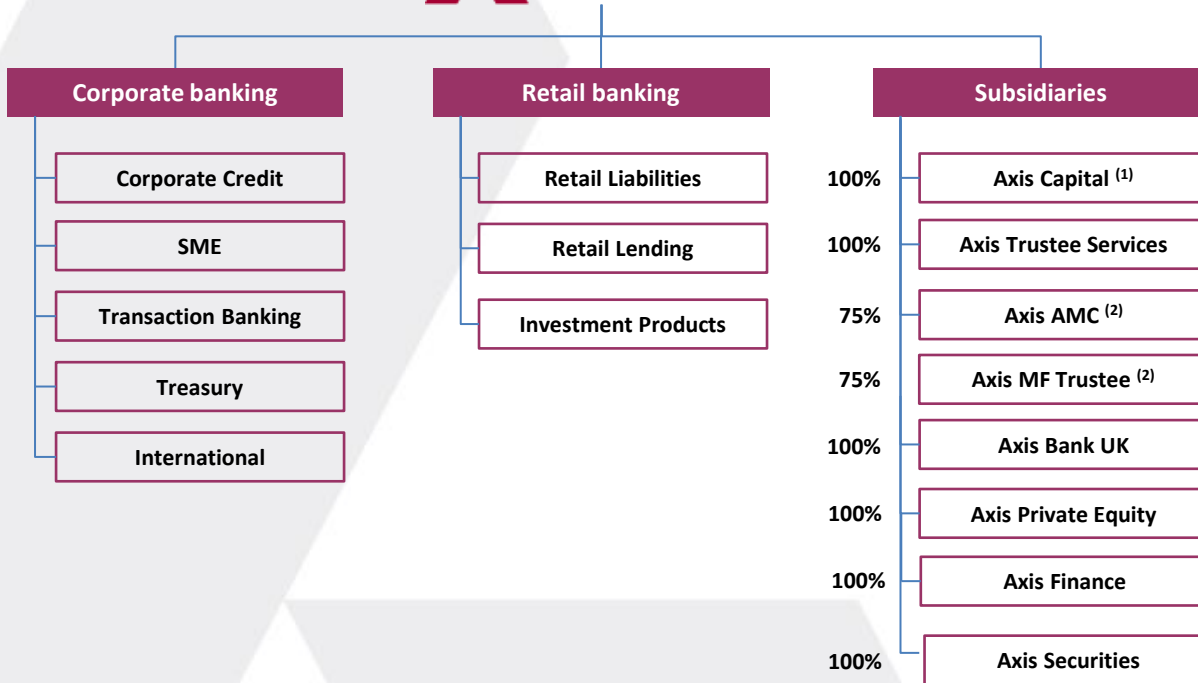 Corporate banking
Corporate Credit
SME
Transaction Banking
Treasury
International
Retail banking
Retail Liabilities
Retail Lending
Investment Products
Subsidiaries
100% Axis Capital (1)
100% Axis Trustee Services
75% Axis AMC (2)
75% Axis MF Trustee (2)
100% Axis Bank UK
100% Axis Private Equity
100% Axis Finance
100% Axis Securities